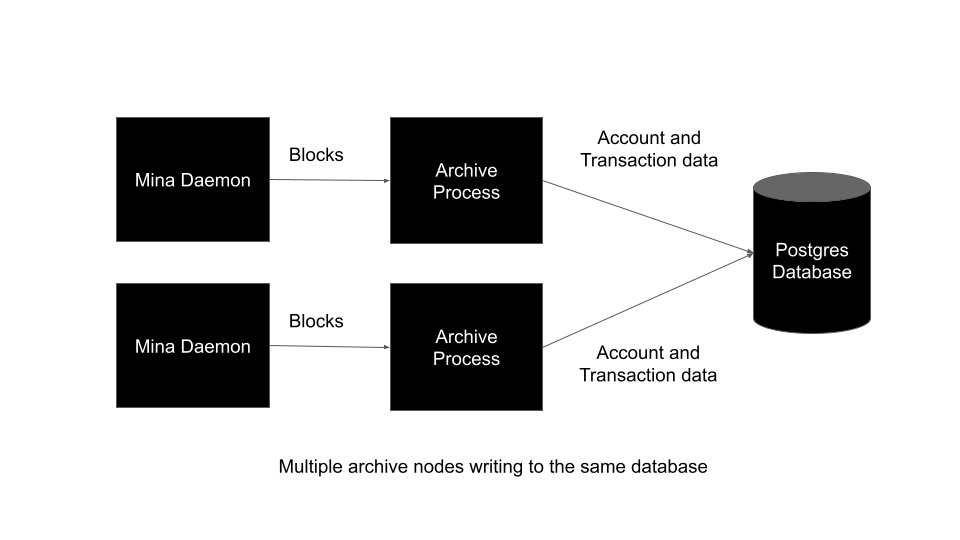 Mina Daemon
Blocks
Archive
Process
Account and
Transaction data
Postgres
Database
Mina Daemon
Blocks
Archive
Process
Account and
Transaction data
Multiple archive nodes writing to the same database